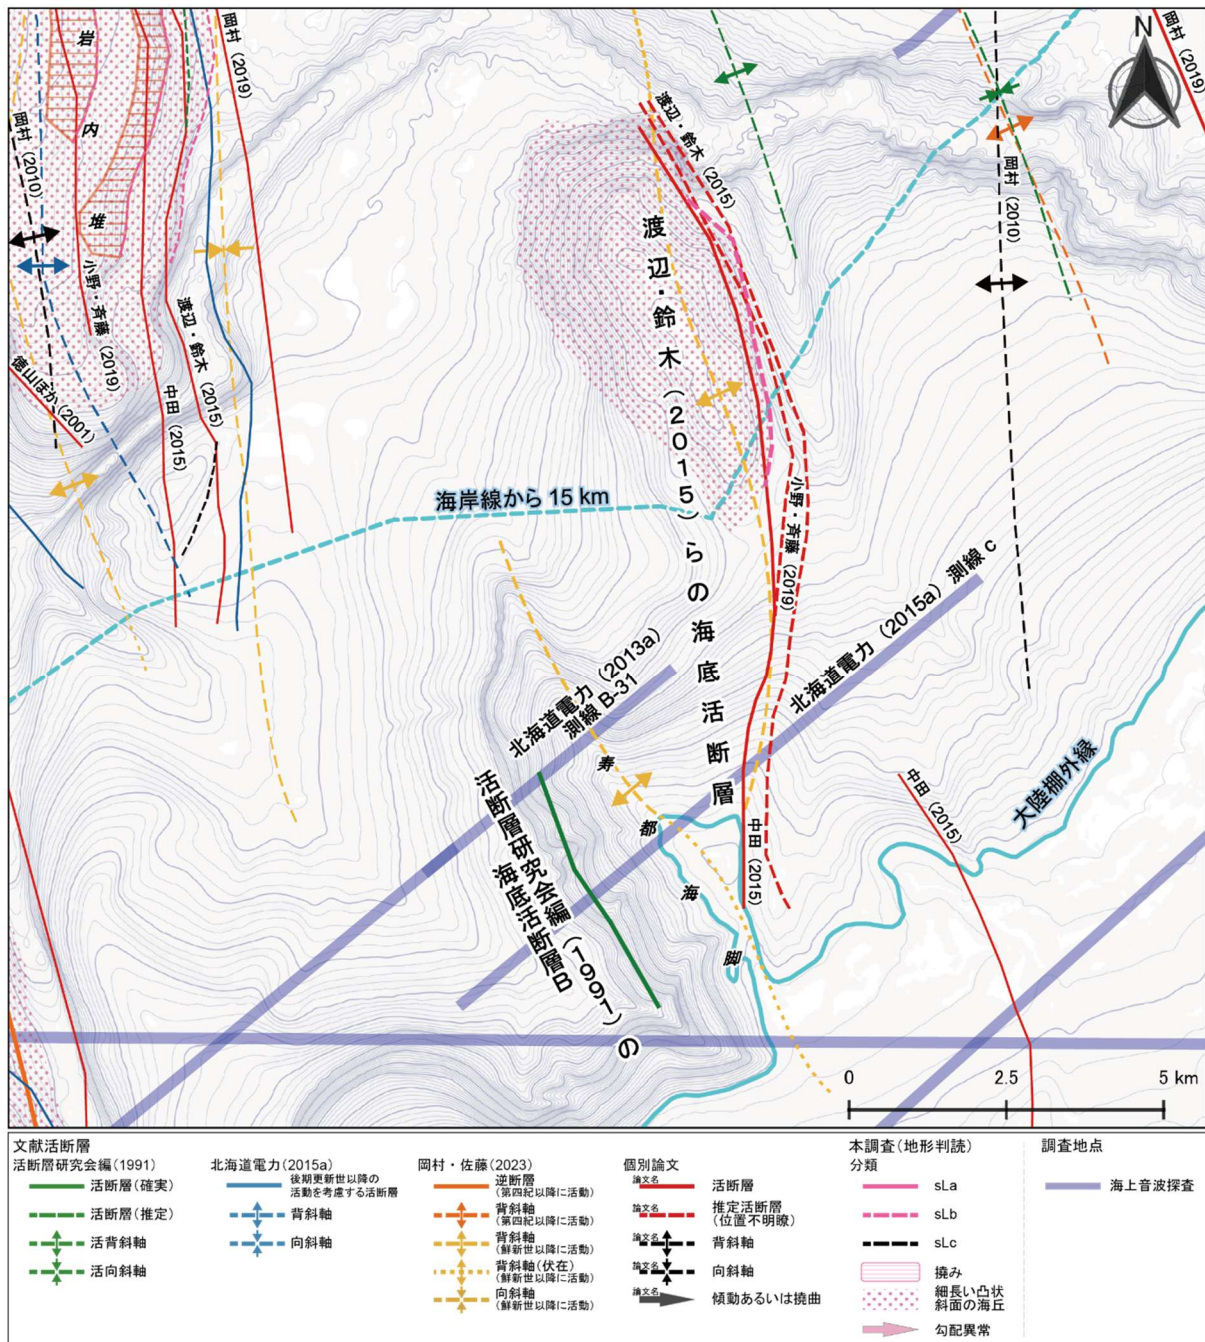 N
岡村（2019）
岡村（2010）
岩
内
堆
小野・斉藤（2019）
渡辺・鈴木（2015）
中田（2015）
徳山ほか（2001）
渡辺・鈴木（2015）
岡村（2010）
岡村（2019）
渡辺・鈴木（2015）らの海底活断層
小野・斉藤（2019）
海岸線から 15 km
北海道電力（2013a）
測線 B-31
北海道電力（2015a）測線 c
活断層研究会編（1991）の
海底活断層B
寿
都
海
脚
中田（2015）
中田（2015）
大陸棚外縁
0 2.5 5 km
文献活断層
活断層研究会編（1991）
活断層（確実）
活断層（推定）
活背斜軸
活向斜軸
北海道電力（2015a）
後期更新世以降の
活動を考慮する活断層
背斜軸
向斜軸
岡村・佐藤（2023）
逆断層
（第四紀以降に活動）
背斜軸
（第四紀以降に活動）
背斜軸
（鮮新世以降に活動）
背斜軸（伏在）
（鮮新世以降に活動）
向斜軸
（鮮新世以降に活動）
個別論文
論文名 活断層
論文名 推定活断層
（位置不明瞭）
論文名 背斜軸
論文名 向斜軸
論文名 傾動あるいは撓曲
本調査（地形判読）
分類
sLa
sLb
sLc
撓み
細長い凸状
斜面の海丘
勾配異常
調査地点
海上音波探査